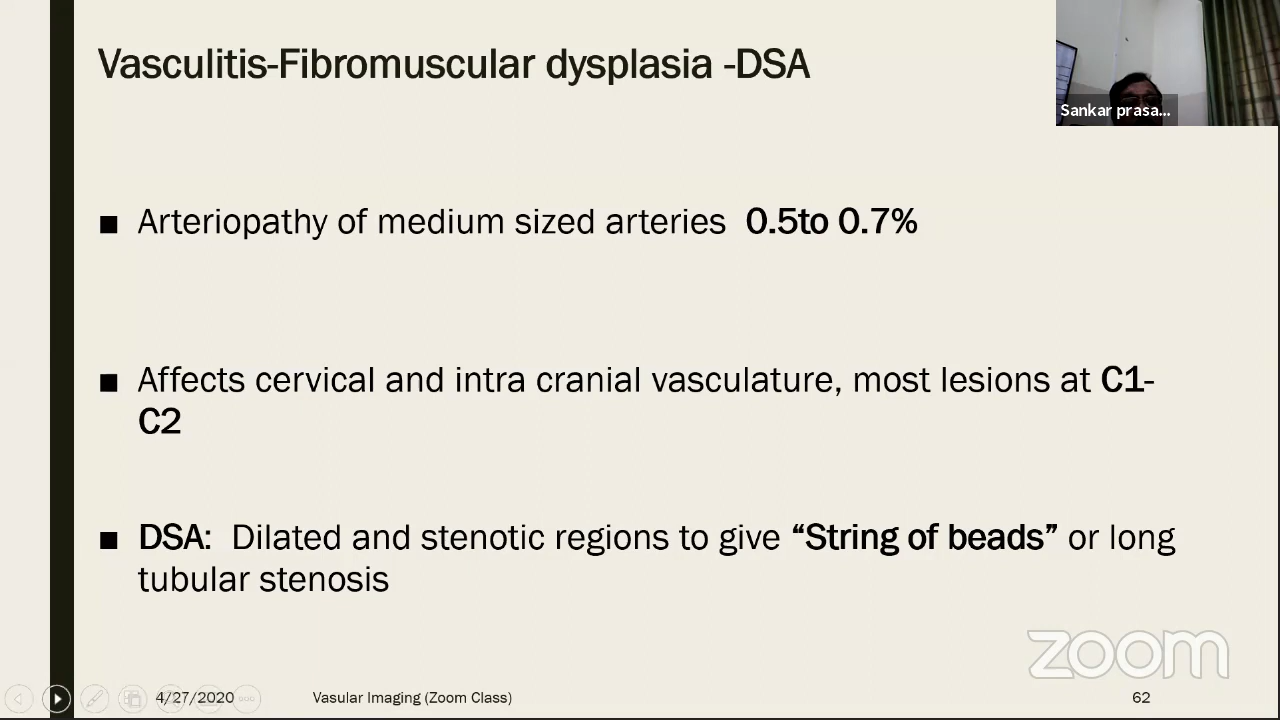 Vasculitis-Fibromuscular dysplasia -DSA
Sankar prasa...
■ Arteriopathy of medium sized arteries 0.5to 0.7%
■ Affects cervical and intra cranial vasculature, most lesions at C1-
C2
■ DSA: Dilated and stenotic regions to give “String of beads” or long
tubular stenosis
zoom
4/27/2020 Vasular Imaging (Zoom Class) 62